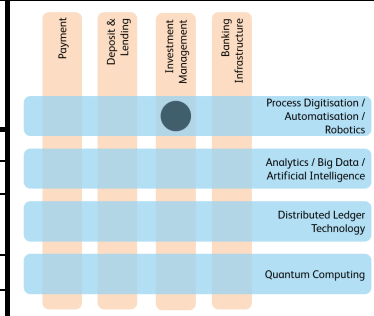 Payment
Deposit &
Lending
Investment
Management
Banking
Infrastructure
Process Digitisation /
Automatisation /
Robotics
Analytics / Big Data /
Artificial Intelligence
Distributed Ledger
Technology
Quantum Computing